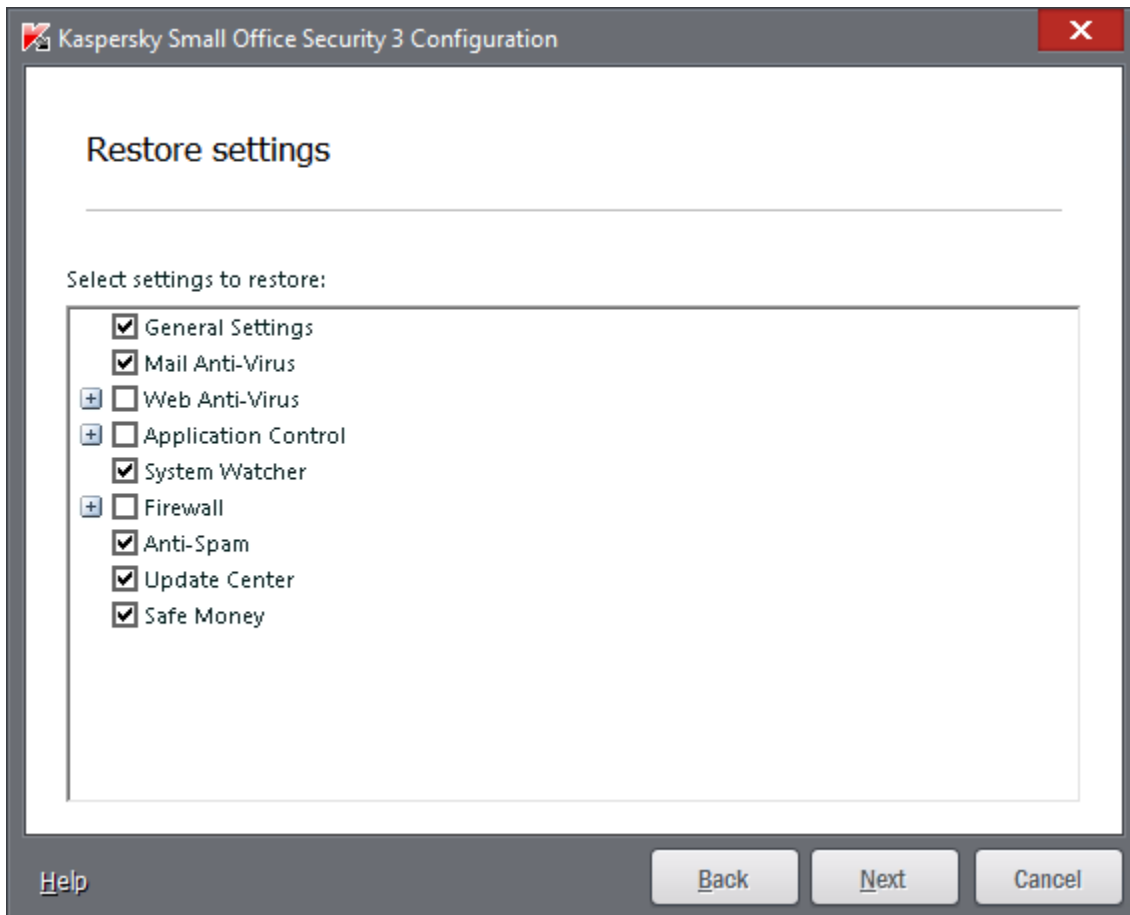 Kaspersky Small Office Security 3 Configuration
Restore settings
Select settings to restore:
General Settings
Mail Anti-Virus
Web Anti-Virus
Application Control
System Watcher
Firewall
Anti-Spam
Update Center
Safe Money
Help
Back
Next
Cancel